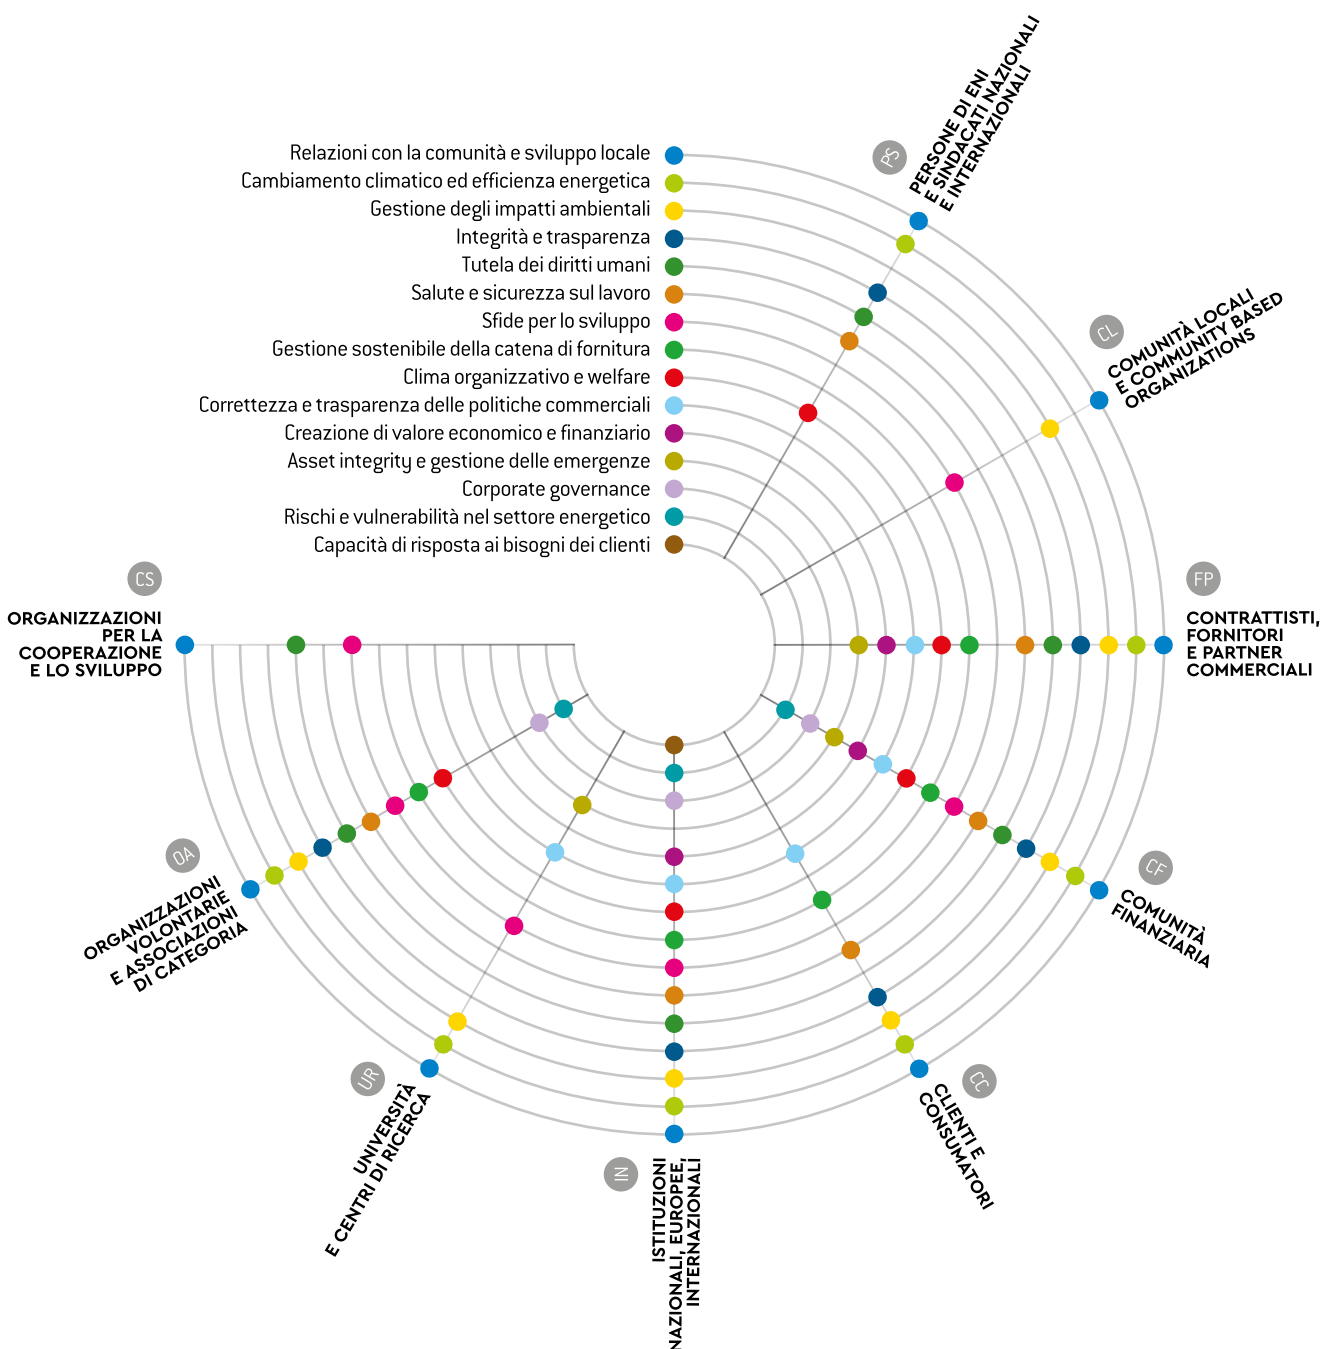 Relazioni con la comunità e sviluppo locale
Cambiamento climatico ed efficienza energetica
Gestione degli impatti ambientali
Integrità e trasparenza
Tutela dei diritti umani
Salute e sicurezza sul lavoro
Sfide per lo sviluppo
Gestione sostenibile della catena di fornitura
Clima organizzativo e welfare
Correttezza e trasparenza delle politiche commerciali
Creazione di valore economico e finanziario
Asset integrity e gestione delle emergenze
Corporate governance
Rischi e vulnerabilità nel settore energetico
Capacità di risposta ai bisogni dei clienti
PS
PERSONE DI ENI
E SINDACATI NAZIONALI
E INTERNAZIONALI
CL
COMUNITÀ LOCALI
E COMMUNITY BASED
ORGANIZATIONS
FP
CONTRATTISTI,
FORNITORI
E PARTNER
COMMERCIALI
CF
COMUNITÀ
FINANZIARIA
CC
CLIENTI E
CONSUMATORI
IN
ISTITUZIONI
NAZIONALI, EUROPEE,
INTERNAZIONALI
UR
UNIVERSITÀ
E CENTRI DI RICERCA
OA
ORGANIZZAZIONI
VOLONTARIE
E ASSOCIAZIONI
DI CATEGORIA
CS
ORGANIZZAZIONI
PER LA
COOPERAZIONE
E LO SVILUPPO